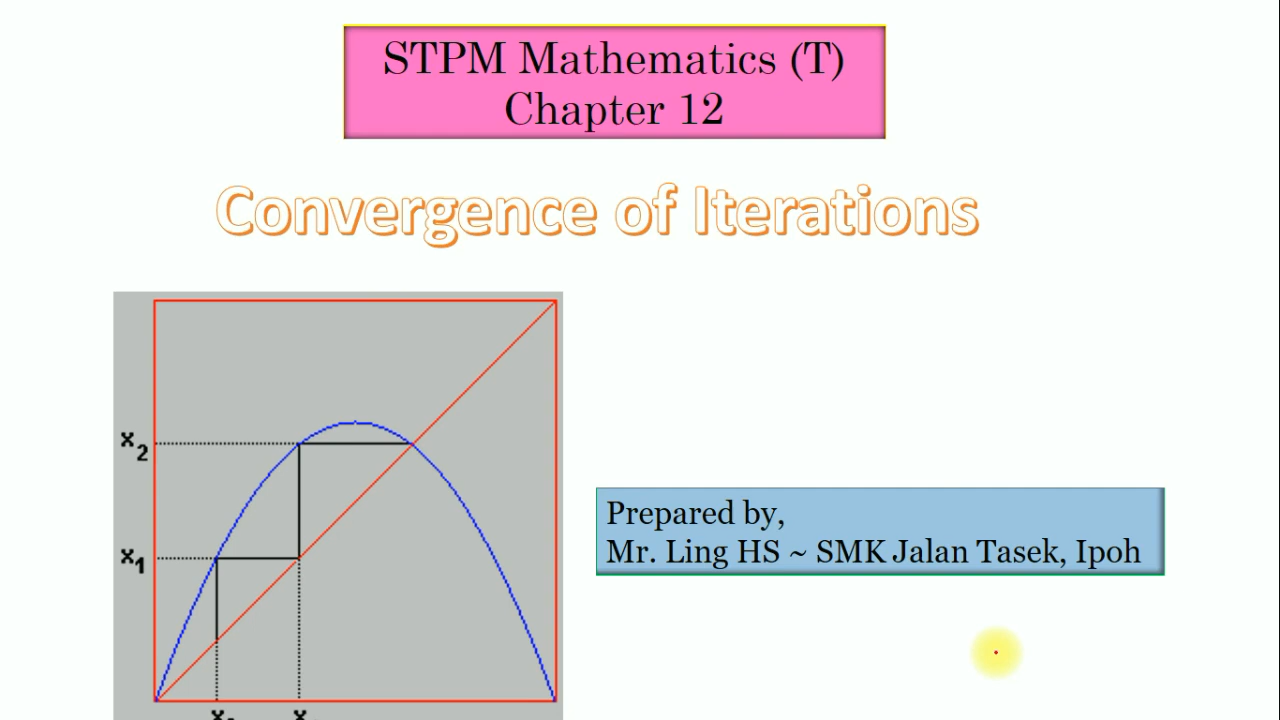 STPM Mathematics (T)
Chapter 12
Convergence of Iterations
x2
x1
Prepared by,
Mr. Ling HS ~ SMK Jalan Tasek, Ipoh